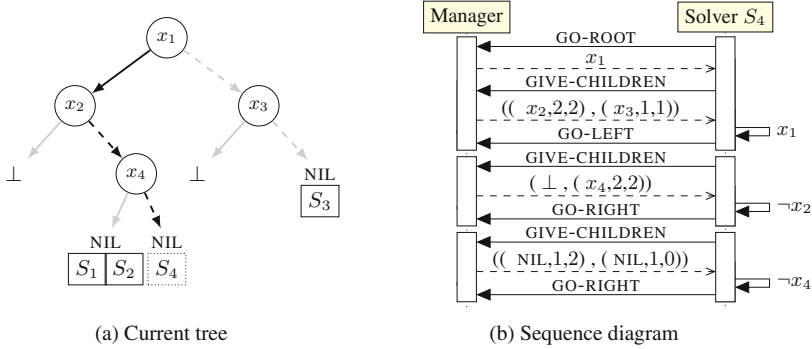 x₁
x₂
x₃
⊥
x₄
⊥
NIL
S₃
NIL NIL
S₁ S₂ S₄
(a) Current tree
Manager Solver S₄
GO-ROOT
x₁
GIVE-CHILDREN
(( x₂,2,2) , ( x₃,1,1))
GO-LEFT
x₁
GIVE-CHILDREN
( ⊥ , ( x₄,2,2))
GO-RIGHT
¬x₂
GIVE-CHILDREN
(( NIL,1,2) , ( NIL,1,0))
GO-RIGHT
¬x₄
(b) Sequence diagram